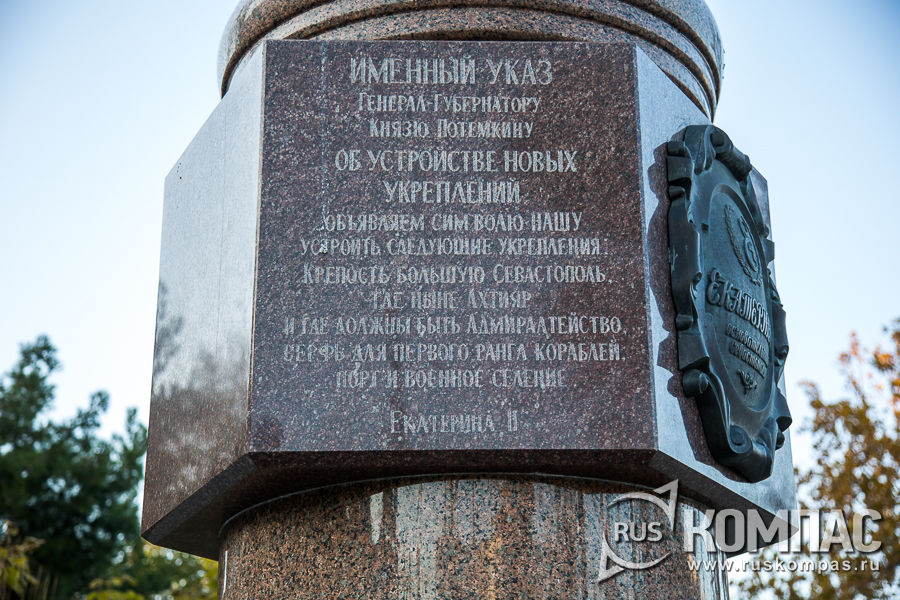 ИМЕННЫЙ УКАЗ
ГЕНЕРАЛ-ГУБЕРНАТОРУ
КНЯЗЮ ПОТЕМКИНУ
ОБ УСТРОЙСТВЕ НОВЫХ
УКРЕПЛЕНИЙ
ОБЪЯВЛЯЕМ СИМ ВОЛЮ НАШУ
УСТРОИТЬ СЛЕДУЮЩИЕ УКРЕПЛЕНИЯ:
КРЕПОСТЬ БОЛЬШУЮ СЕВАСТОПОЛЬ,
ГДЕ НЫНЕ АХТИЯР
И ГДЕ ДОЛЖНЫ БЫТЬ АДМИРАЛТЕЙСТВО,
ВЕРФЬ ДЛЯ ПЕРВОГО РАНГА КОРАБЛЕЙ,
ПОРТ И ВОЕННОЕ СЕЛЕНИЕ
ЕКАТЕРИНА II
RUS КОМПАС
www.ruskompas.ru